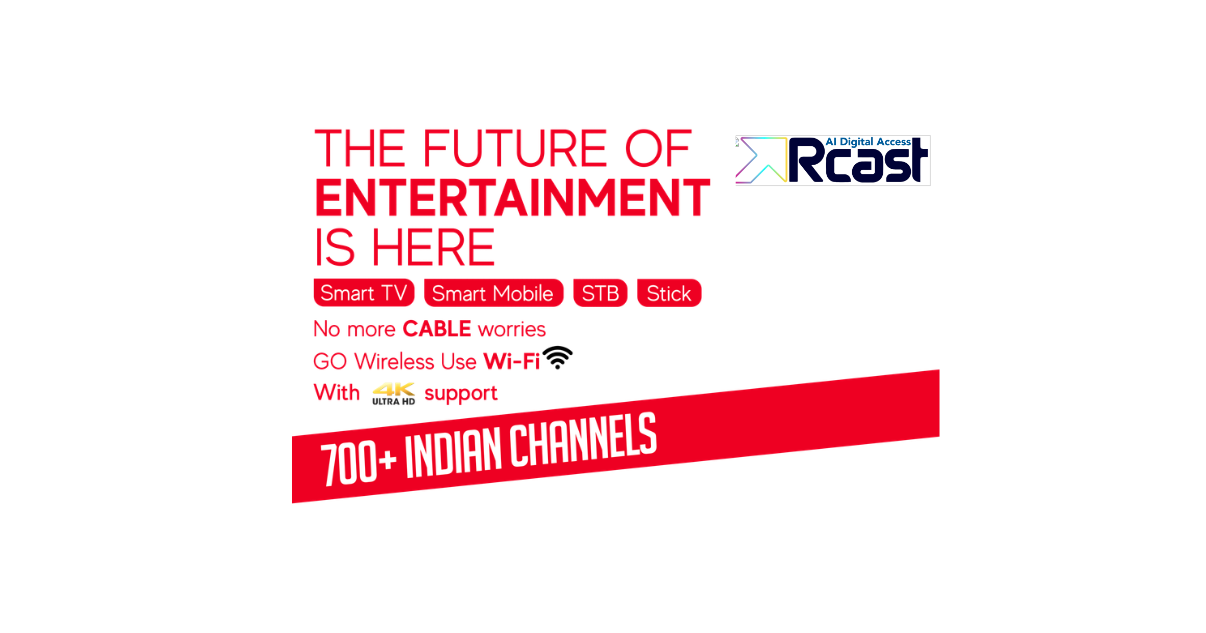 THE FUTURE OF
ENTERTAINMENT
IS HERE
AI Digital Access
Rcast
Smart TV Smart Mobile STB Stick
No more CABLE worries
GO Wireless Use Wi-Fi
With 4K ULTRA HD support
700+ INDIAN CHANNELS